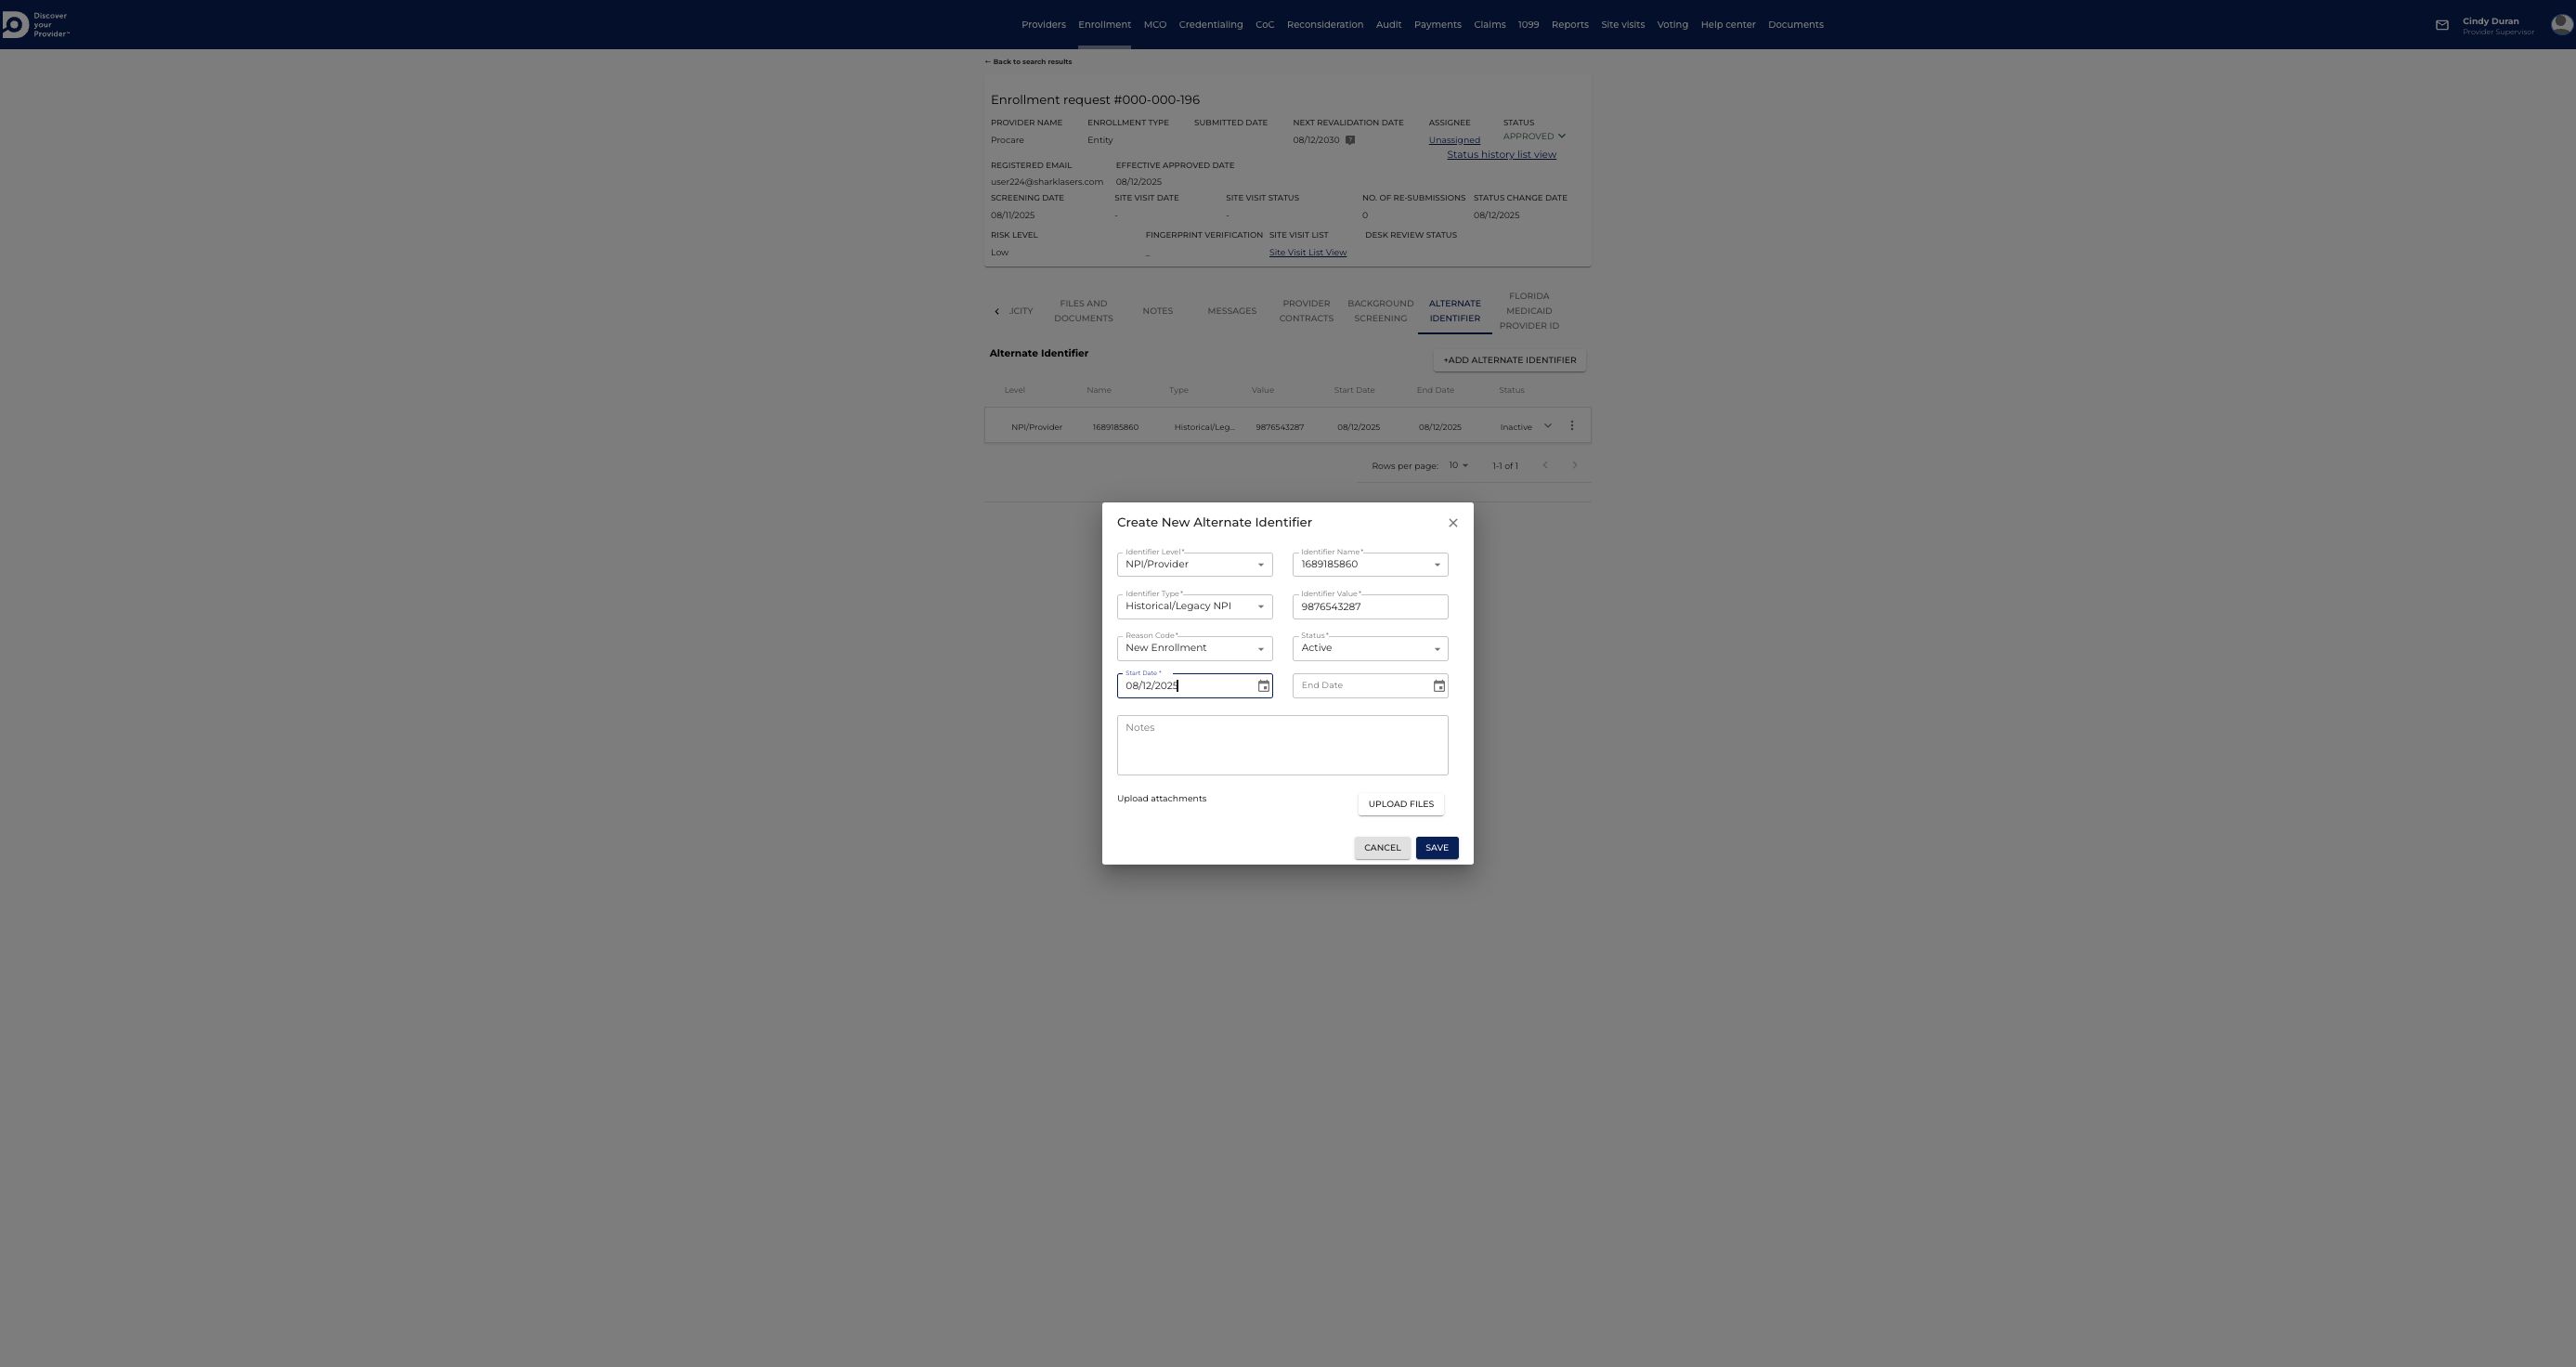 Discover
your
Provider™
Providers Enrollment MCO Credentialing CoC Reconsideration Audit Payments Claims 1099 Reports Site visits Voting Help center Documents
Cindy Duran
Provider Supervisor
← Back to search results
Enrollment request #000-000-196
PROVIDER NAME ENROLLMENT TYPE SUBMITTED DATE NEXT REVALIDATION DATE ASSIGNEE STATUS
Procare Entity 08/12/2030 Unassigned APPROVED
Status history list view
REGISTERED EMAIL EFFECTIVE APPROVED DATE
user224@sharklasers.com 08/12/2025
SCREENING DATE SITE VISIT DATE SITE VISIT STATUS NO. OF RE-SUBMISSIONS STATUS CHANGE DATE
08/11/2025 - - 0 08/12/2025
RISK LEVEL FINGERPRINT VERIFICATION SITE VISIT LIST DESK REVIEW STATUS
Low _ Site Visit List View
.ICITY FILES AND DOCUMENTS NOTES MESSAGES PROVIDER CONTRACTS BACKGROUND SCREENING ALTERNATE IDENTIFIER FLORIDA MEDICAID PROVIDER ID
Alternate Identifier
+ADD ALTERNATE IDENTIFIER
Level Name Type Value Start Date End Date Status
NPI/Provider 1689185860 Historical/Leg... 9876543287 08/12/2025 08/12/2025 Inactive
Rows per page: 10 1-1 of 1
Create New Alternate Identifier
Identifier Level * Identifier Name *
NPI/Provider 1689185860
Identifier Type * Identifier Value *
Historical/Legacy NPI 9876543287
Reason Code * Status *
New Enrollment Active
Start Date *
08/12/2025 End Date
Notes
Upload attachments UPLOAD FILES
CANCEL SAVE